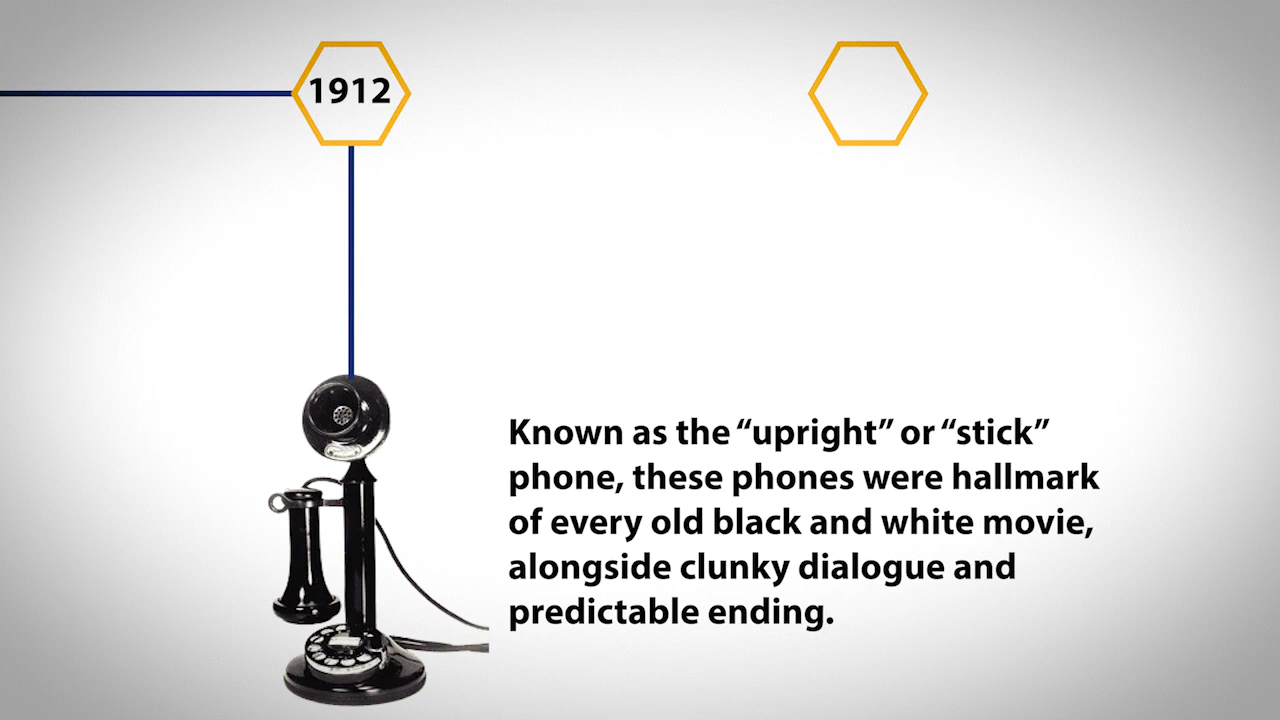 1912
Known as the “upright” or “stick”
phone, these phones were hallmark
of every old black and white movie,
alongside clunky dialogue and
predictable ending.